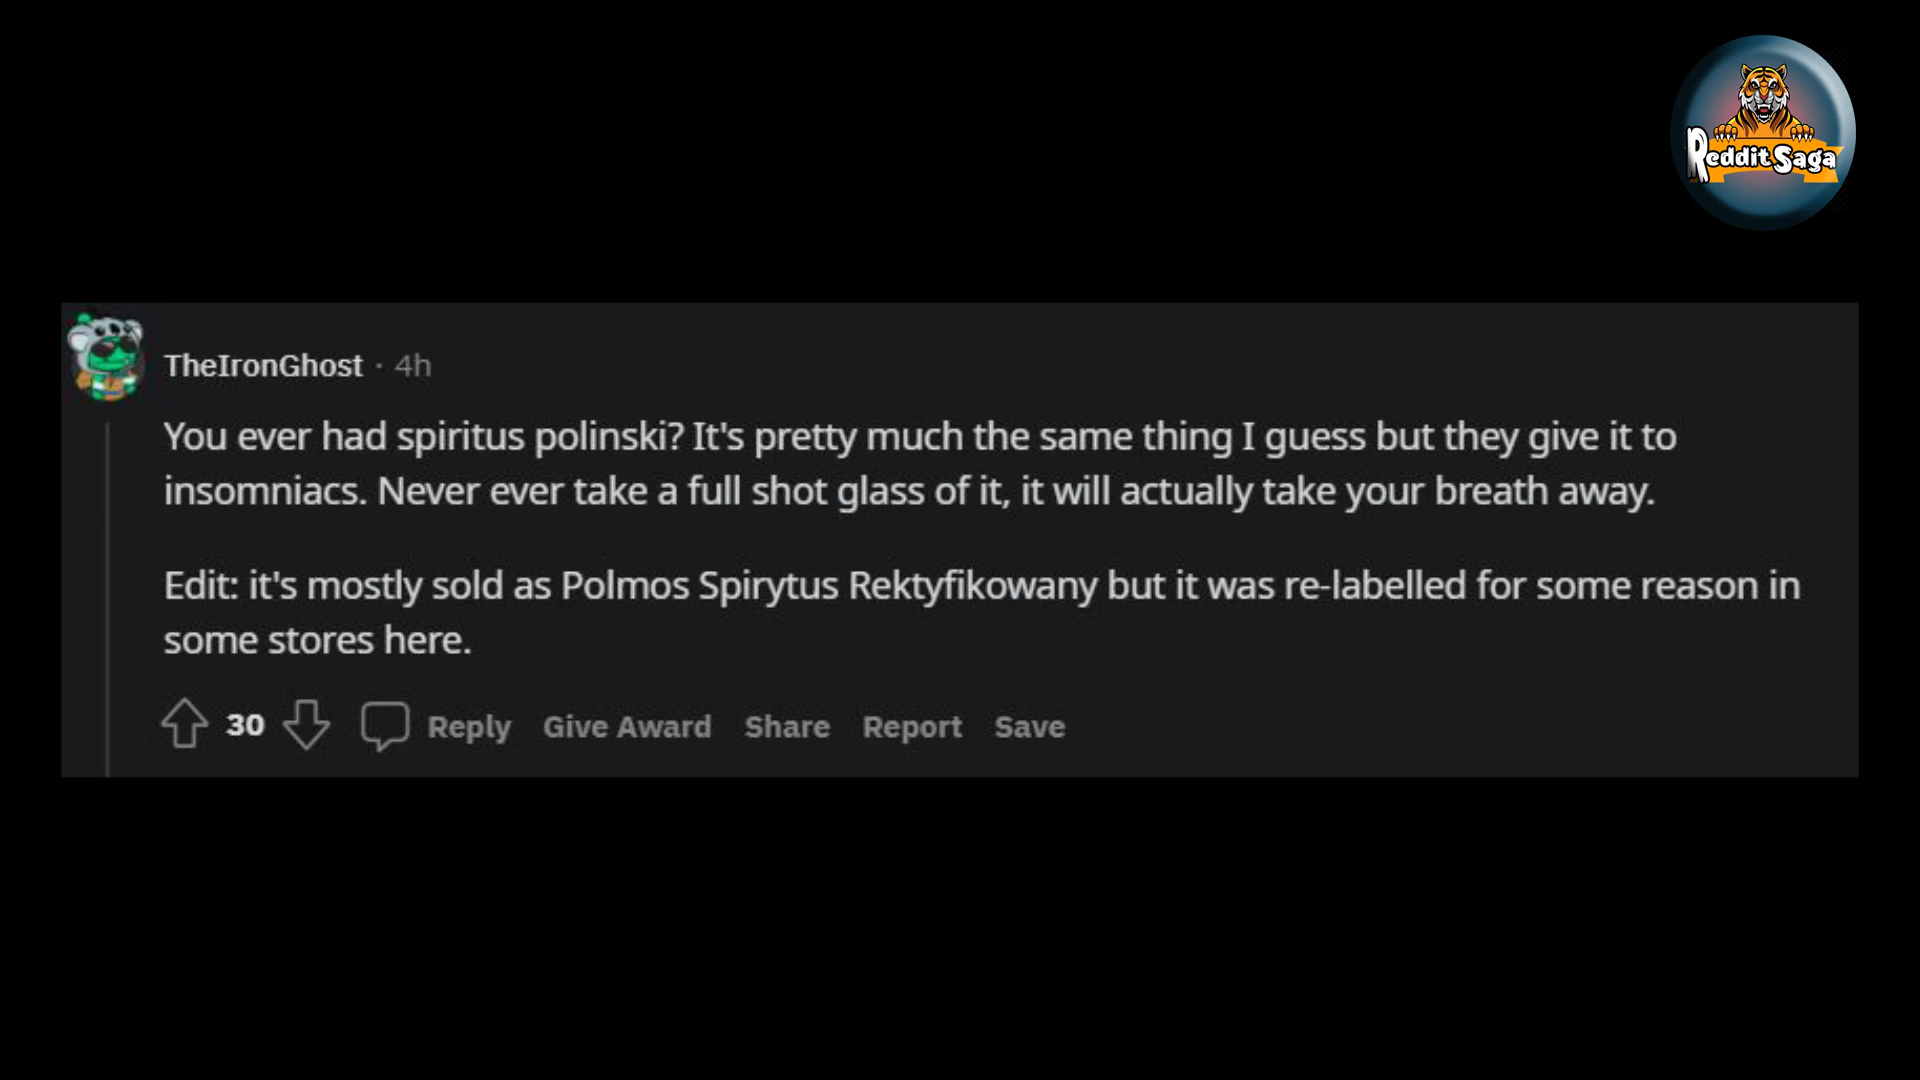 Reddit Saga
TheIronGhost · 4h
You ever had spiritus polinski? It's pretty much the same thing I guess but they give it to
insomniacs. Never ever take a full shot glass of it, it will actually take your breath away.
Edit: it's mostly sold as Polmos Spirytus Rektyfikowany but it was re-labelled for some reason in
some stores here.
30 Reply Give Award Share Report Save